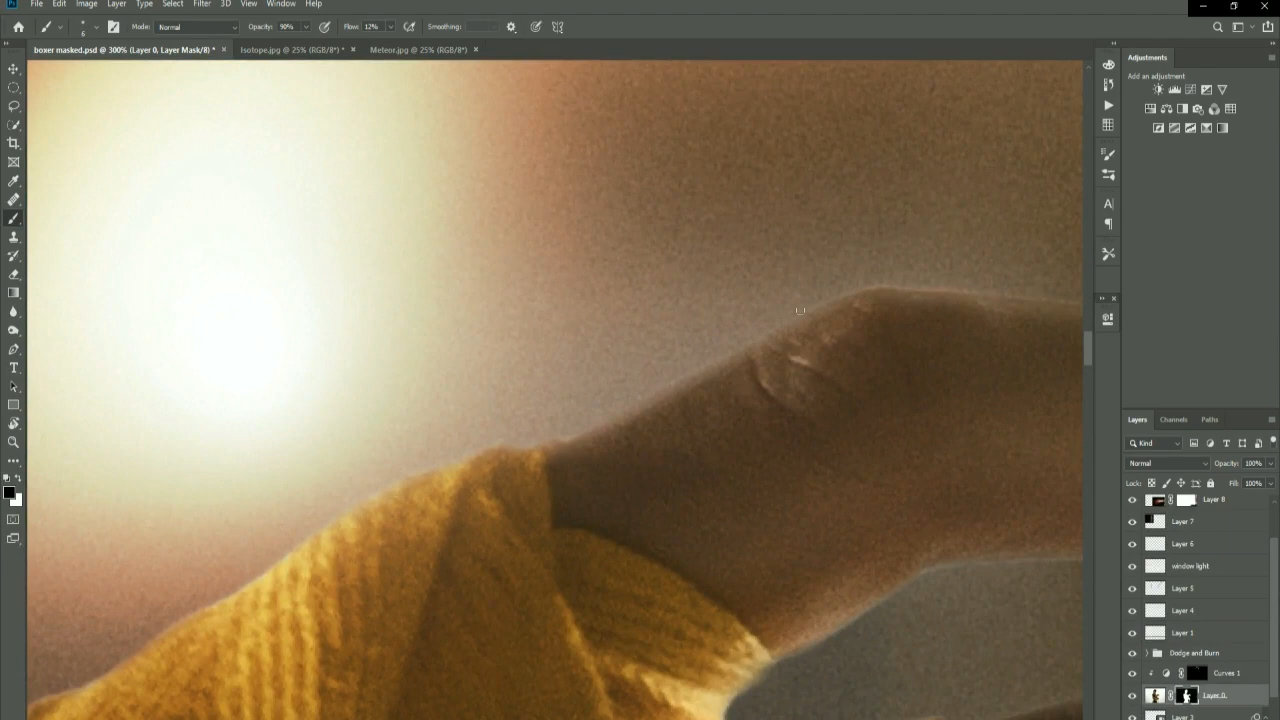 Ps File Edit Image Layer Type Select Filter 3D View Window Help
6 Mode: Normal Opacity: 90% Flow: 12% Smoothing:
boxer masked.psd @ 300% (Layer 0, Layer Mask/8) * × Isotope.jpg @ 25% (RGB/8*) * × Meteor.jpg @ 25% (RGB/8*) ×
Adjustments
Add an adjustment
Layers Channels Paths
Kind
Normal Opacity: 100%
Lock: Fill: 100%
Layer 8
Layer 7
Layer 6
window light
Layer 5
Layer 4
Layer 1
Dodge and Burn
Curves 1
Layer 0
Layer 3